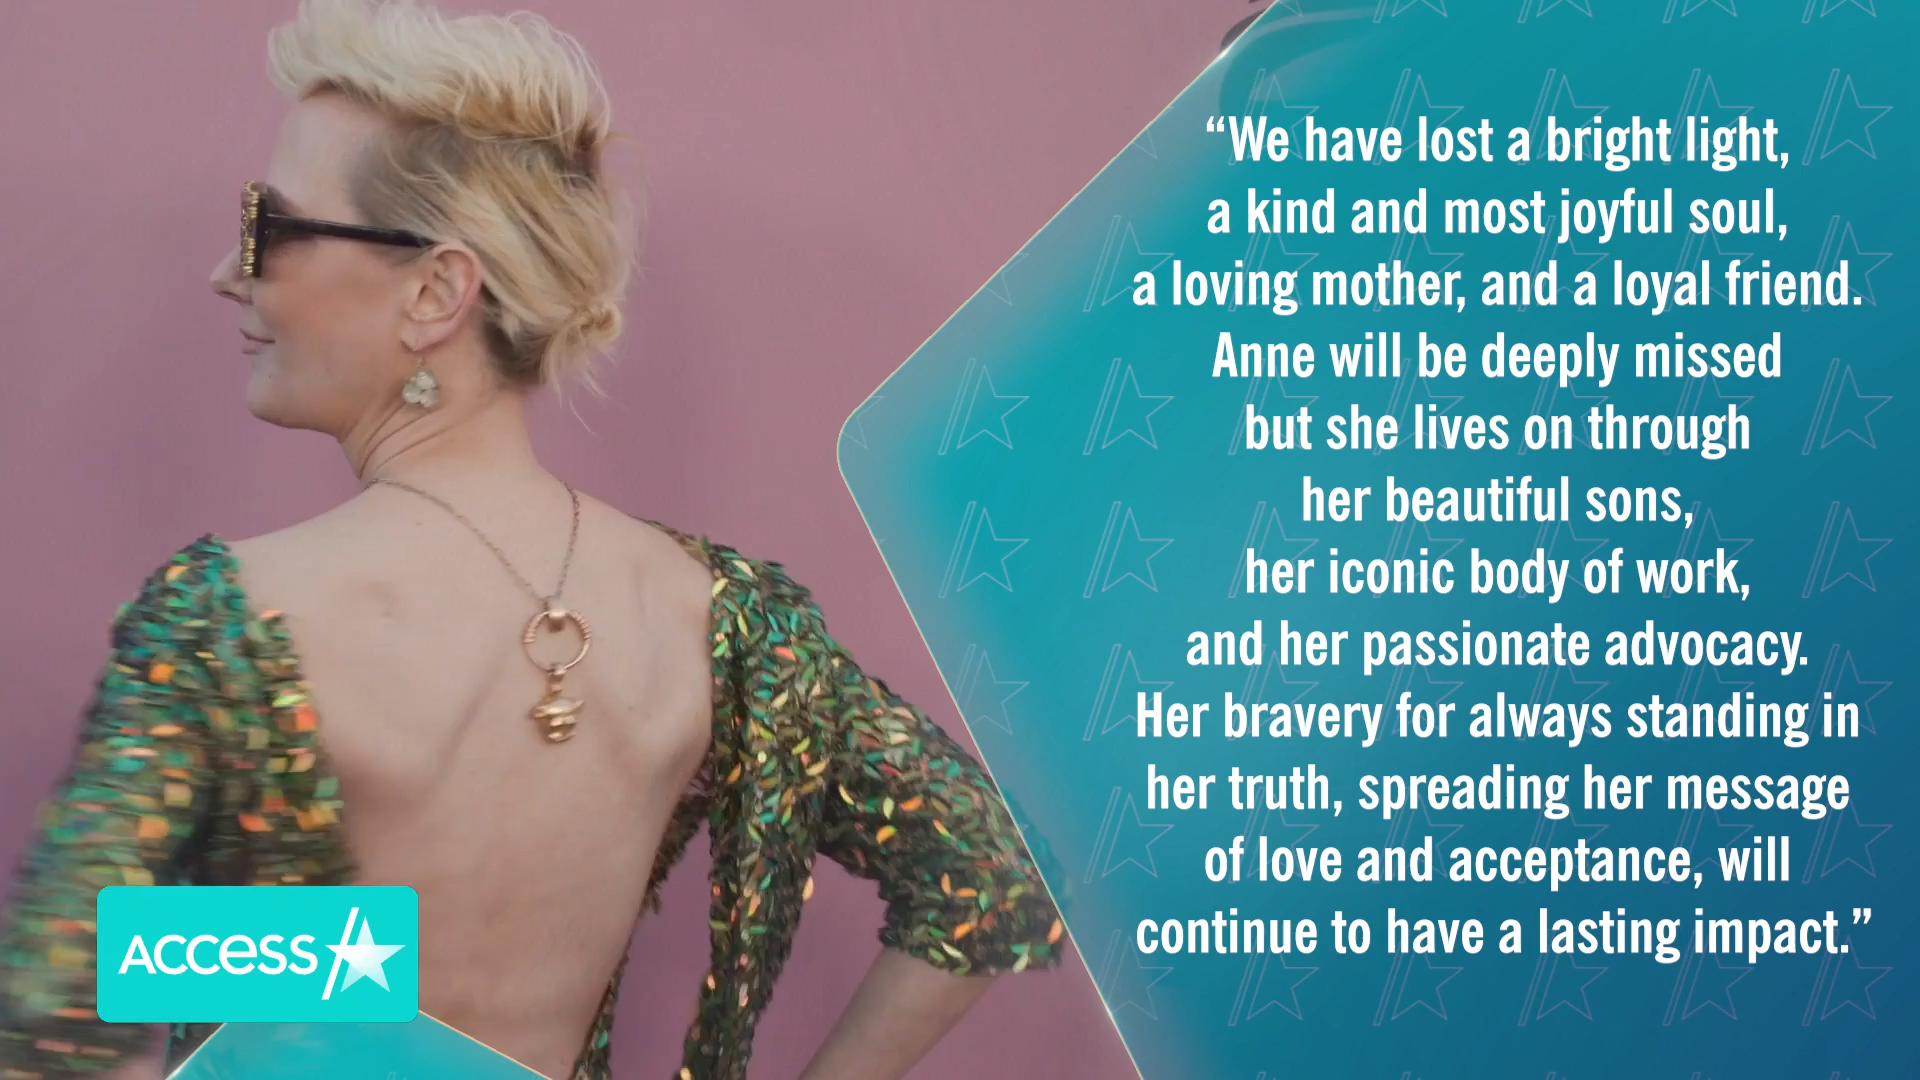 “We have lost a bright light,
a kind and most joyful soul,
a loving mother, and a loyal friend.
Anne will be deeply missed
but she lives on through
her beautiful sons,
her iconic body of work,
and her passionate advocacy.
Her bravery for always standing in
her truth, spreading her message
of love and acceptance, will
continue to have a lasting impact.”
ACCESS